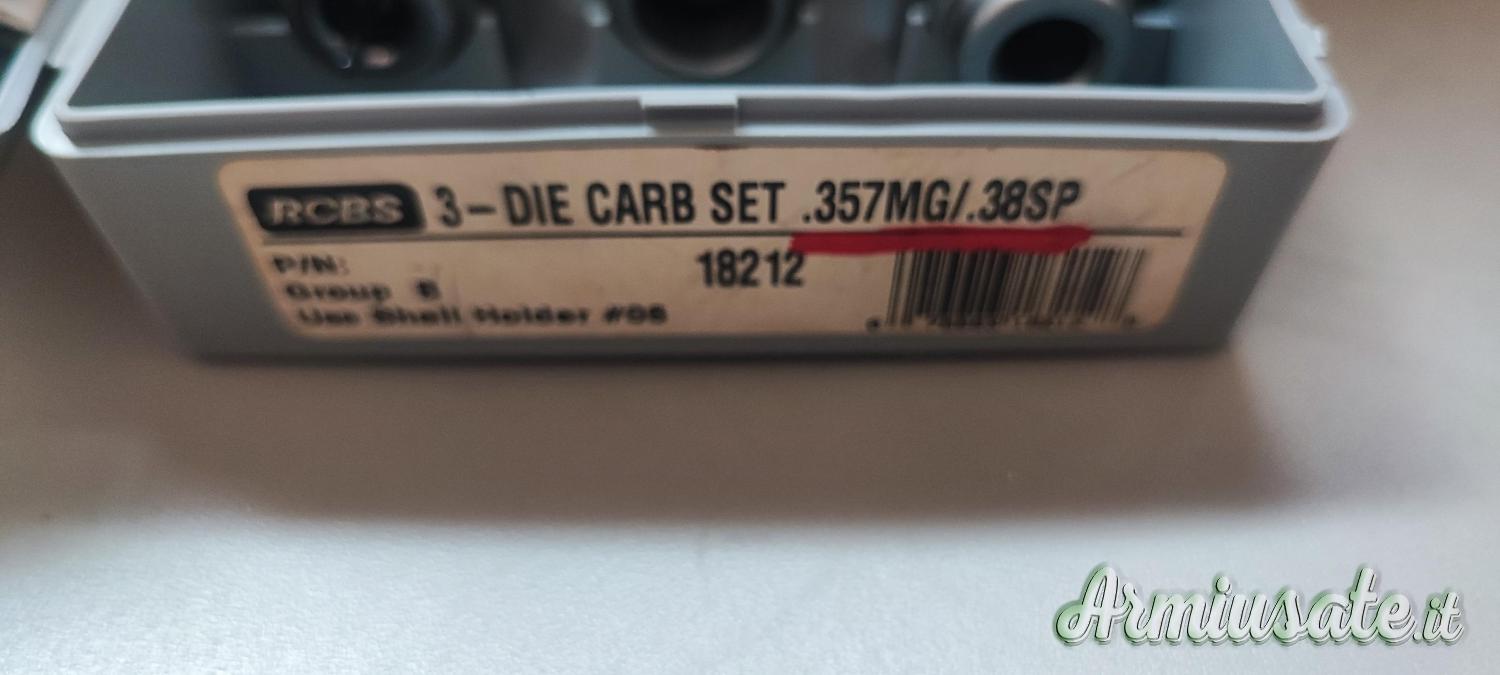 RCBS 3-DIE CARB SET .357MG/.38SP
P/N: 18212
Group B
Use Shell Holder #06
Armiusate.it